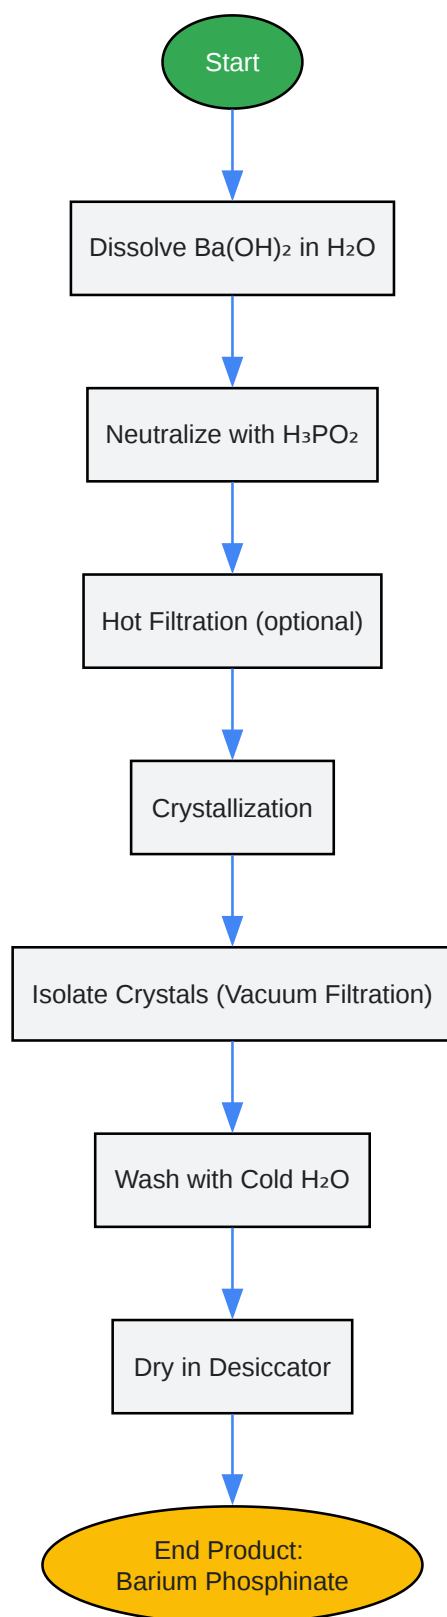 Start
Dissolve Ba(OH)₂ in H₂O
Neutralize with H₃PO₂
Hot Filtration (optional)
Crystallization
Isolate Crystals (Vacuum Filtration)
Wash with Cold H₂O
Dry in Desiccator
End Product:
Barium Phosphinate